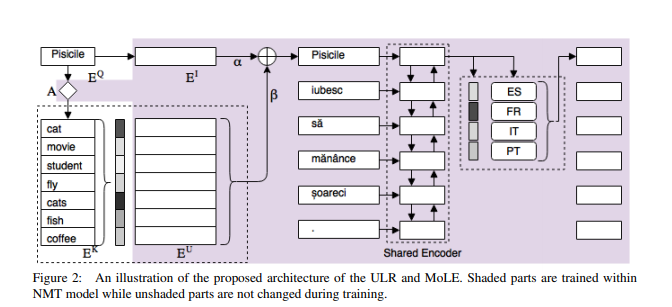 Pisicile
E^Q
E^I
α
Pisicile
A
β
cat
movie
student
fly
cats
fish
coffee
E^K
E^U
iubesc
să
mănânce
șoareci
.
ES
FR
IT
PT
Shared Encoder
Figure 2: An illustration of the proposed architecture of the ULR and MoLE. Shaded parts are trained within
NMT model while unshaded parts are not changed during training.